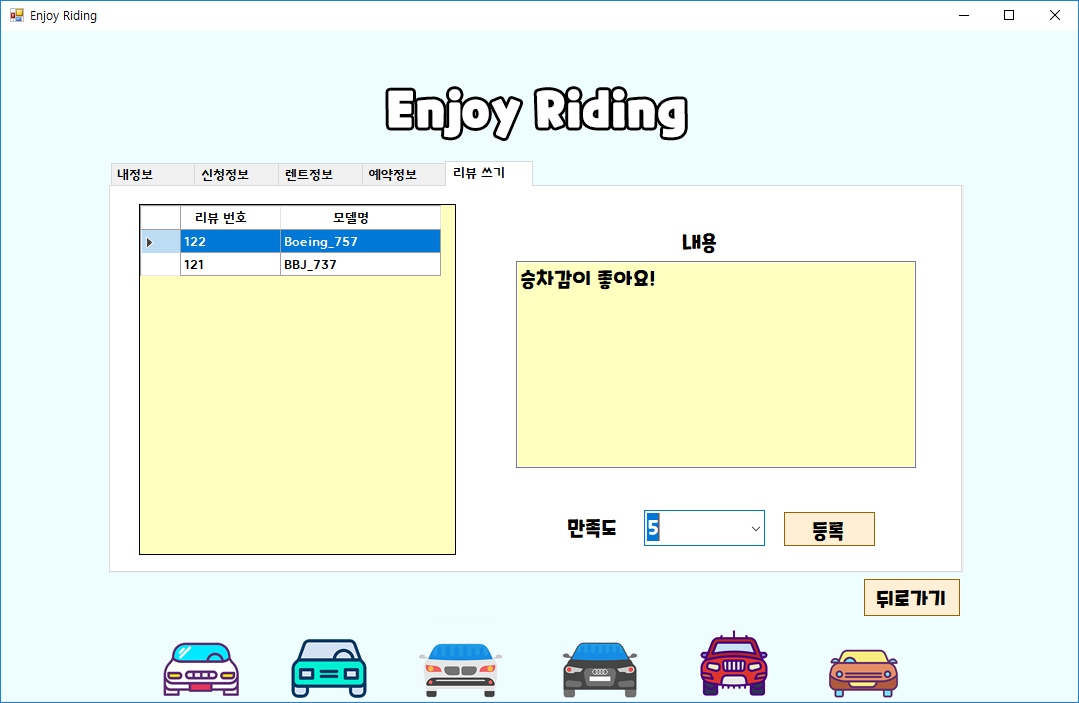 Enjoy Riding
Enjoy Riding
내정보 신청정보 렌트정보 예약정보 리뷰 쓰기
리뷰 번호 모델명
122 Boeing_757
121 BBJ_737
내용
승차감이 좋아요!
만족도 5 등록
뒤로가기